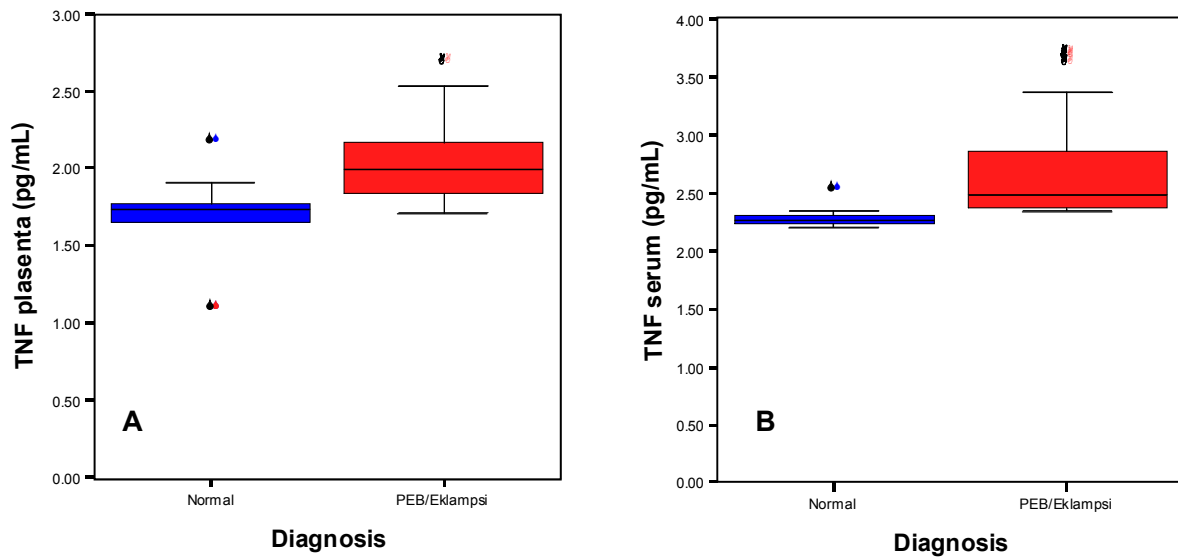 TNF plasenta (pg/mL)
3.00
2.50
2.00
1.50
1.00
0.50
0.00
A
Normal
PEB/Eklampsi
Diagnosis
TNF serum (pg/mL)
4.00
3.50
3.00
2.50
2.00
1.50
1.00
0.50
0.00
B
Normal
PEB/Eklampsi
Diagnosis